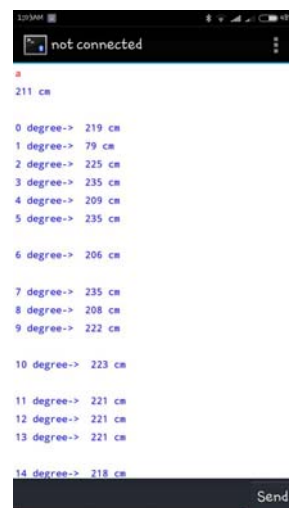 not connected
a
211 cm
0 degree-> 219 cm
1 degree-> 79 cm
2 degree-> 225 cm
3 degree-> 235 cm
4 degree-> 209 cm
5 degree-> 235 cm
6 degree-> 206 cm
7 degree-> 235 cm
8 degree-> 208 cm
9 degree-> 222 cm
10 degree-> 223 cm
11 degree-> 221 cm
12 degree-> 221 cm
13 degree-> 221 cm
14 degree-> 218 cm
Send